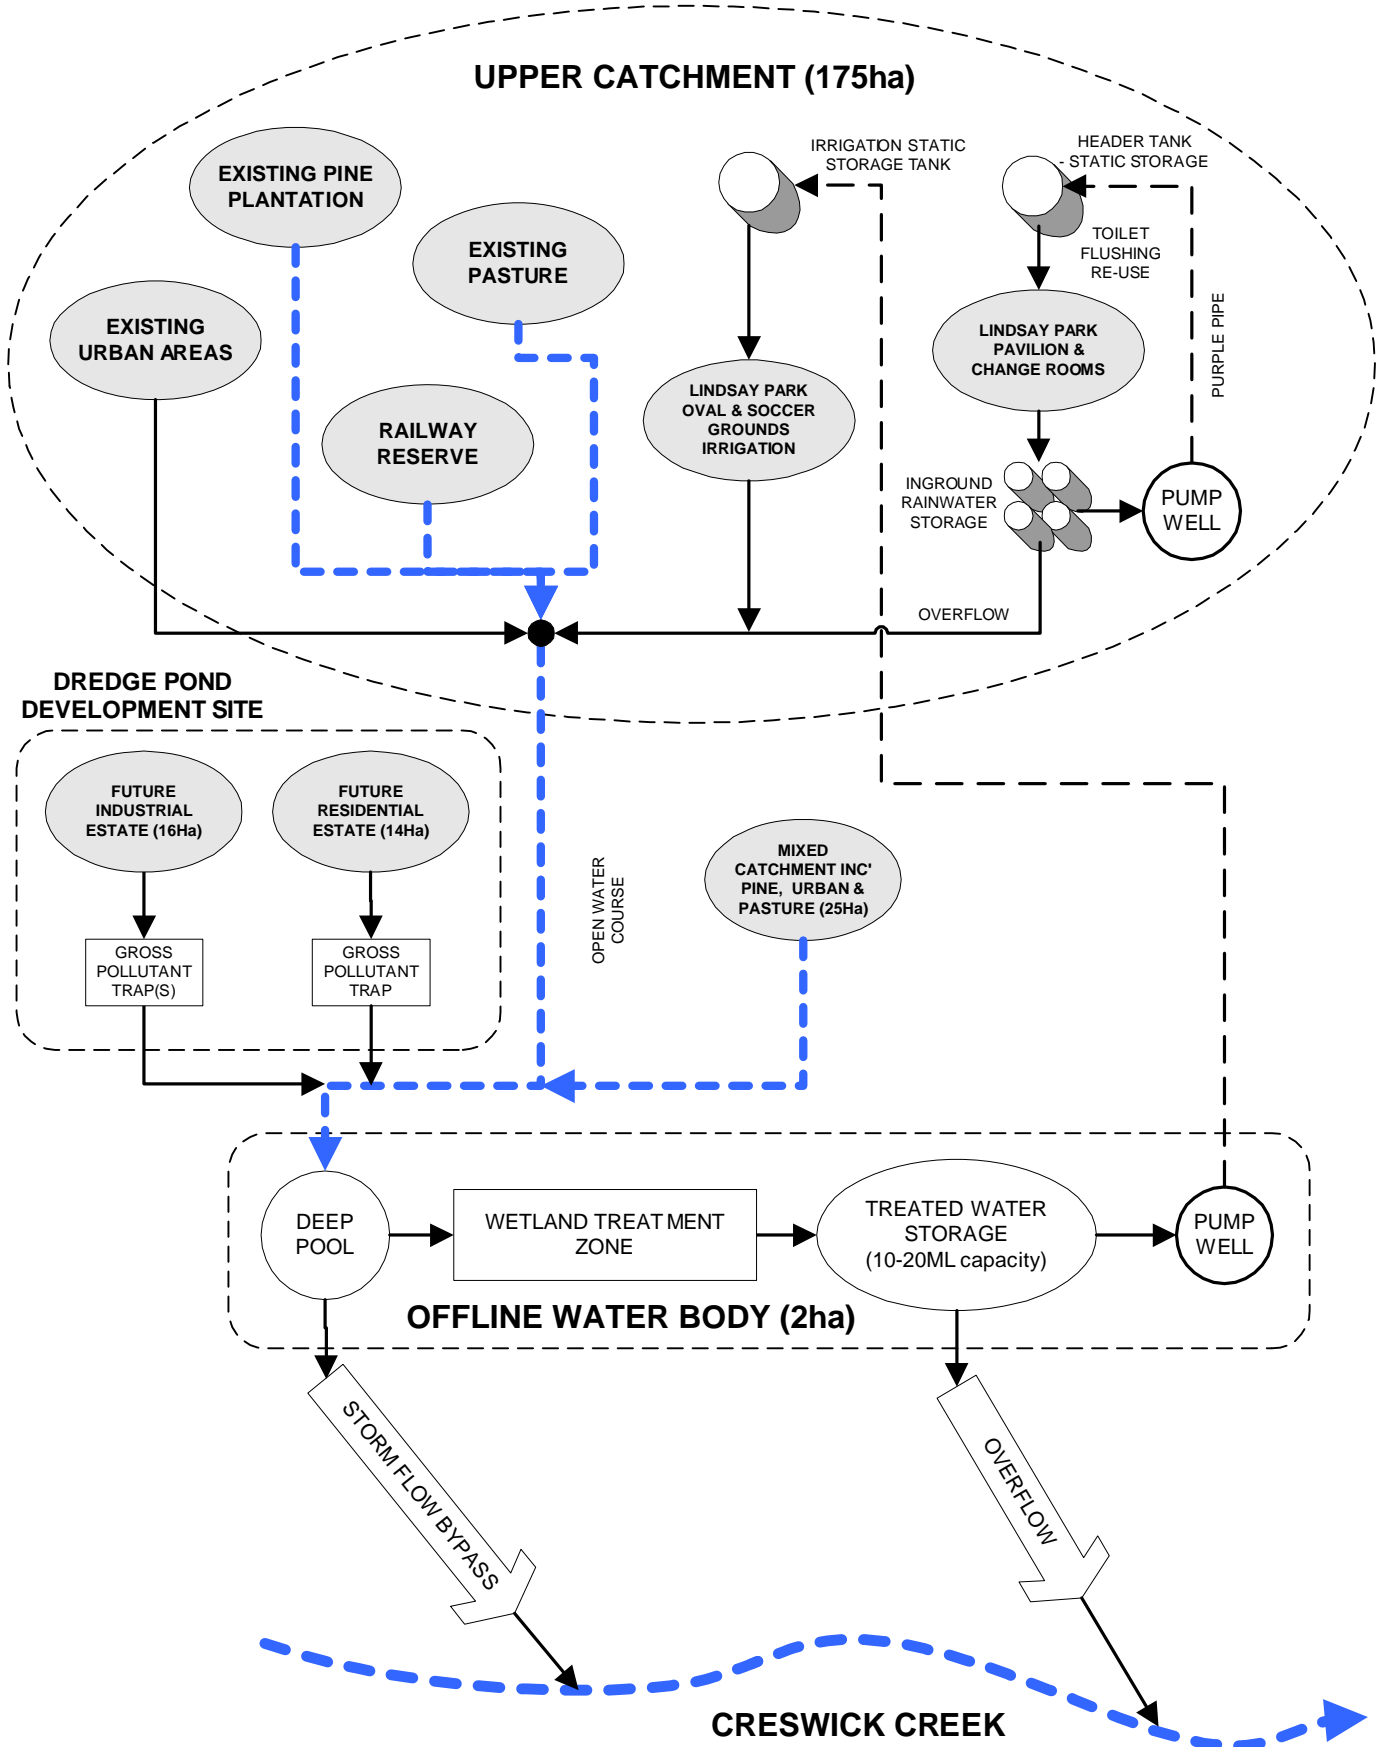 UPPER CATCHMENT (175ha)
EXISTING PINE
PLANTATION
EXISTING
PASTURE
EXISTING
URBAN AREAS
RAILWAY
RESERVE
IRRIGATION STATIC
STORAGE TANK
HEADER TANK
- STATIC STORAGE
TOILET
FLUSHING
RE-USE
LINDSAY PARK
OVAL & SOCCER
GROUNDS
IRRIGATION
LINDSAY PARK
PAVILION &
CHANGE ROOMS
PURPLE PIPE
INGROUND
RAINWATER
STORAGE
PUMP
WELL
OVERFLOW
DREDGE POND
DEVELOPMENT SITE
FUTURE
INDUSTRIAL
ESTATE (16Ha)
FUTURE
RESIDENTIAL
ESTATE (14Ha)
GROSS
POLLUTANT
TRAP(S)
GROSS
POLLUTANT
TRAP
OPEN WATER
COURSE
MIXED
CATCHMENT INC'
PINE, URBAN &
PASTURE (25Ha)
DEEP
POOL
WETLAND TREATMENT
ZONE
TREATED WATER
STORAGE
(10-20ML capacity)
PUMP
WELL
OFFLINE WATER BODY (2ha)
STORM FLOW BYPASS
OVERFLOW
CRESWICK CREEK